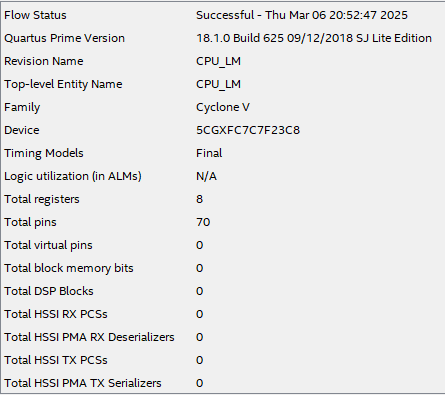 Flow Status Successful - Thu Mar 06 20:52:47 2025
Quartus Prime Version 18.1.0 Build 625 09/12/2018 SJ Lite Edition
Revision Name CPU_LM
Top-level Entity Name CPU_LM
Family Cyclone V
Device 5CGXFC7C7F23C8
Timing Models Final
Logic utilization (in ALMs) N/A
Total registers 8
Total pins 70
Total virtual pins 0
Total block memory bits 0
Total DSP Blocks 0
Total HSSI RX PCSs 0
Total HSSI PMA RX Deserializers 0
Total HSSI TX PCSs 0
Total HSSI PMA TX Serializers 0